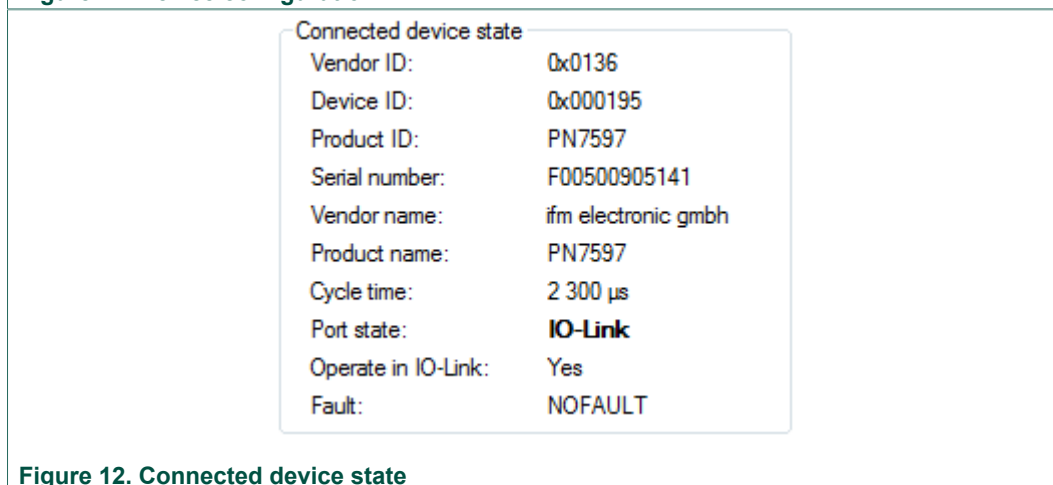 Connected device state
Vendor ID: 0x0136
Device ID: 0x000195
Product ID: PN7597
Serial number: F00500905141
Vendor name: ifm electronic gmbh
Product name: PN7597
Cycle time: 2 300 µs
Port state: IO-Link
Operate in IO-Link: Yes
Fault: NOFAULT
Figure 12. Connected device state